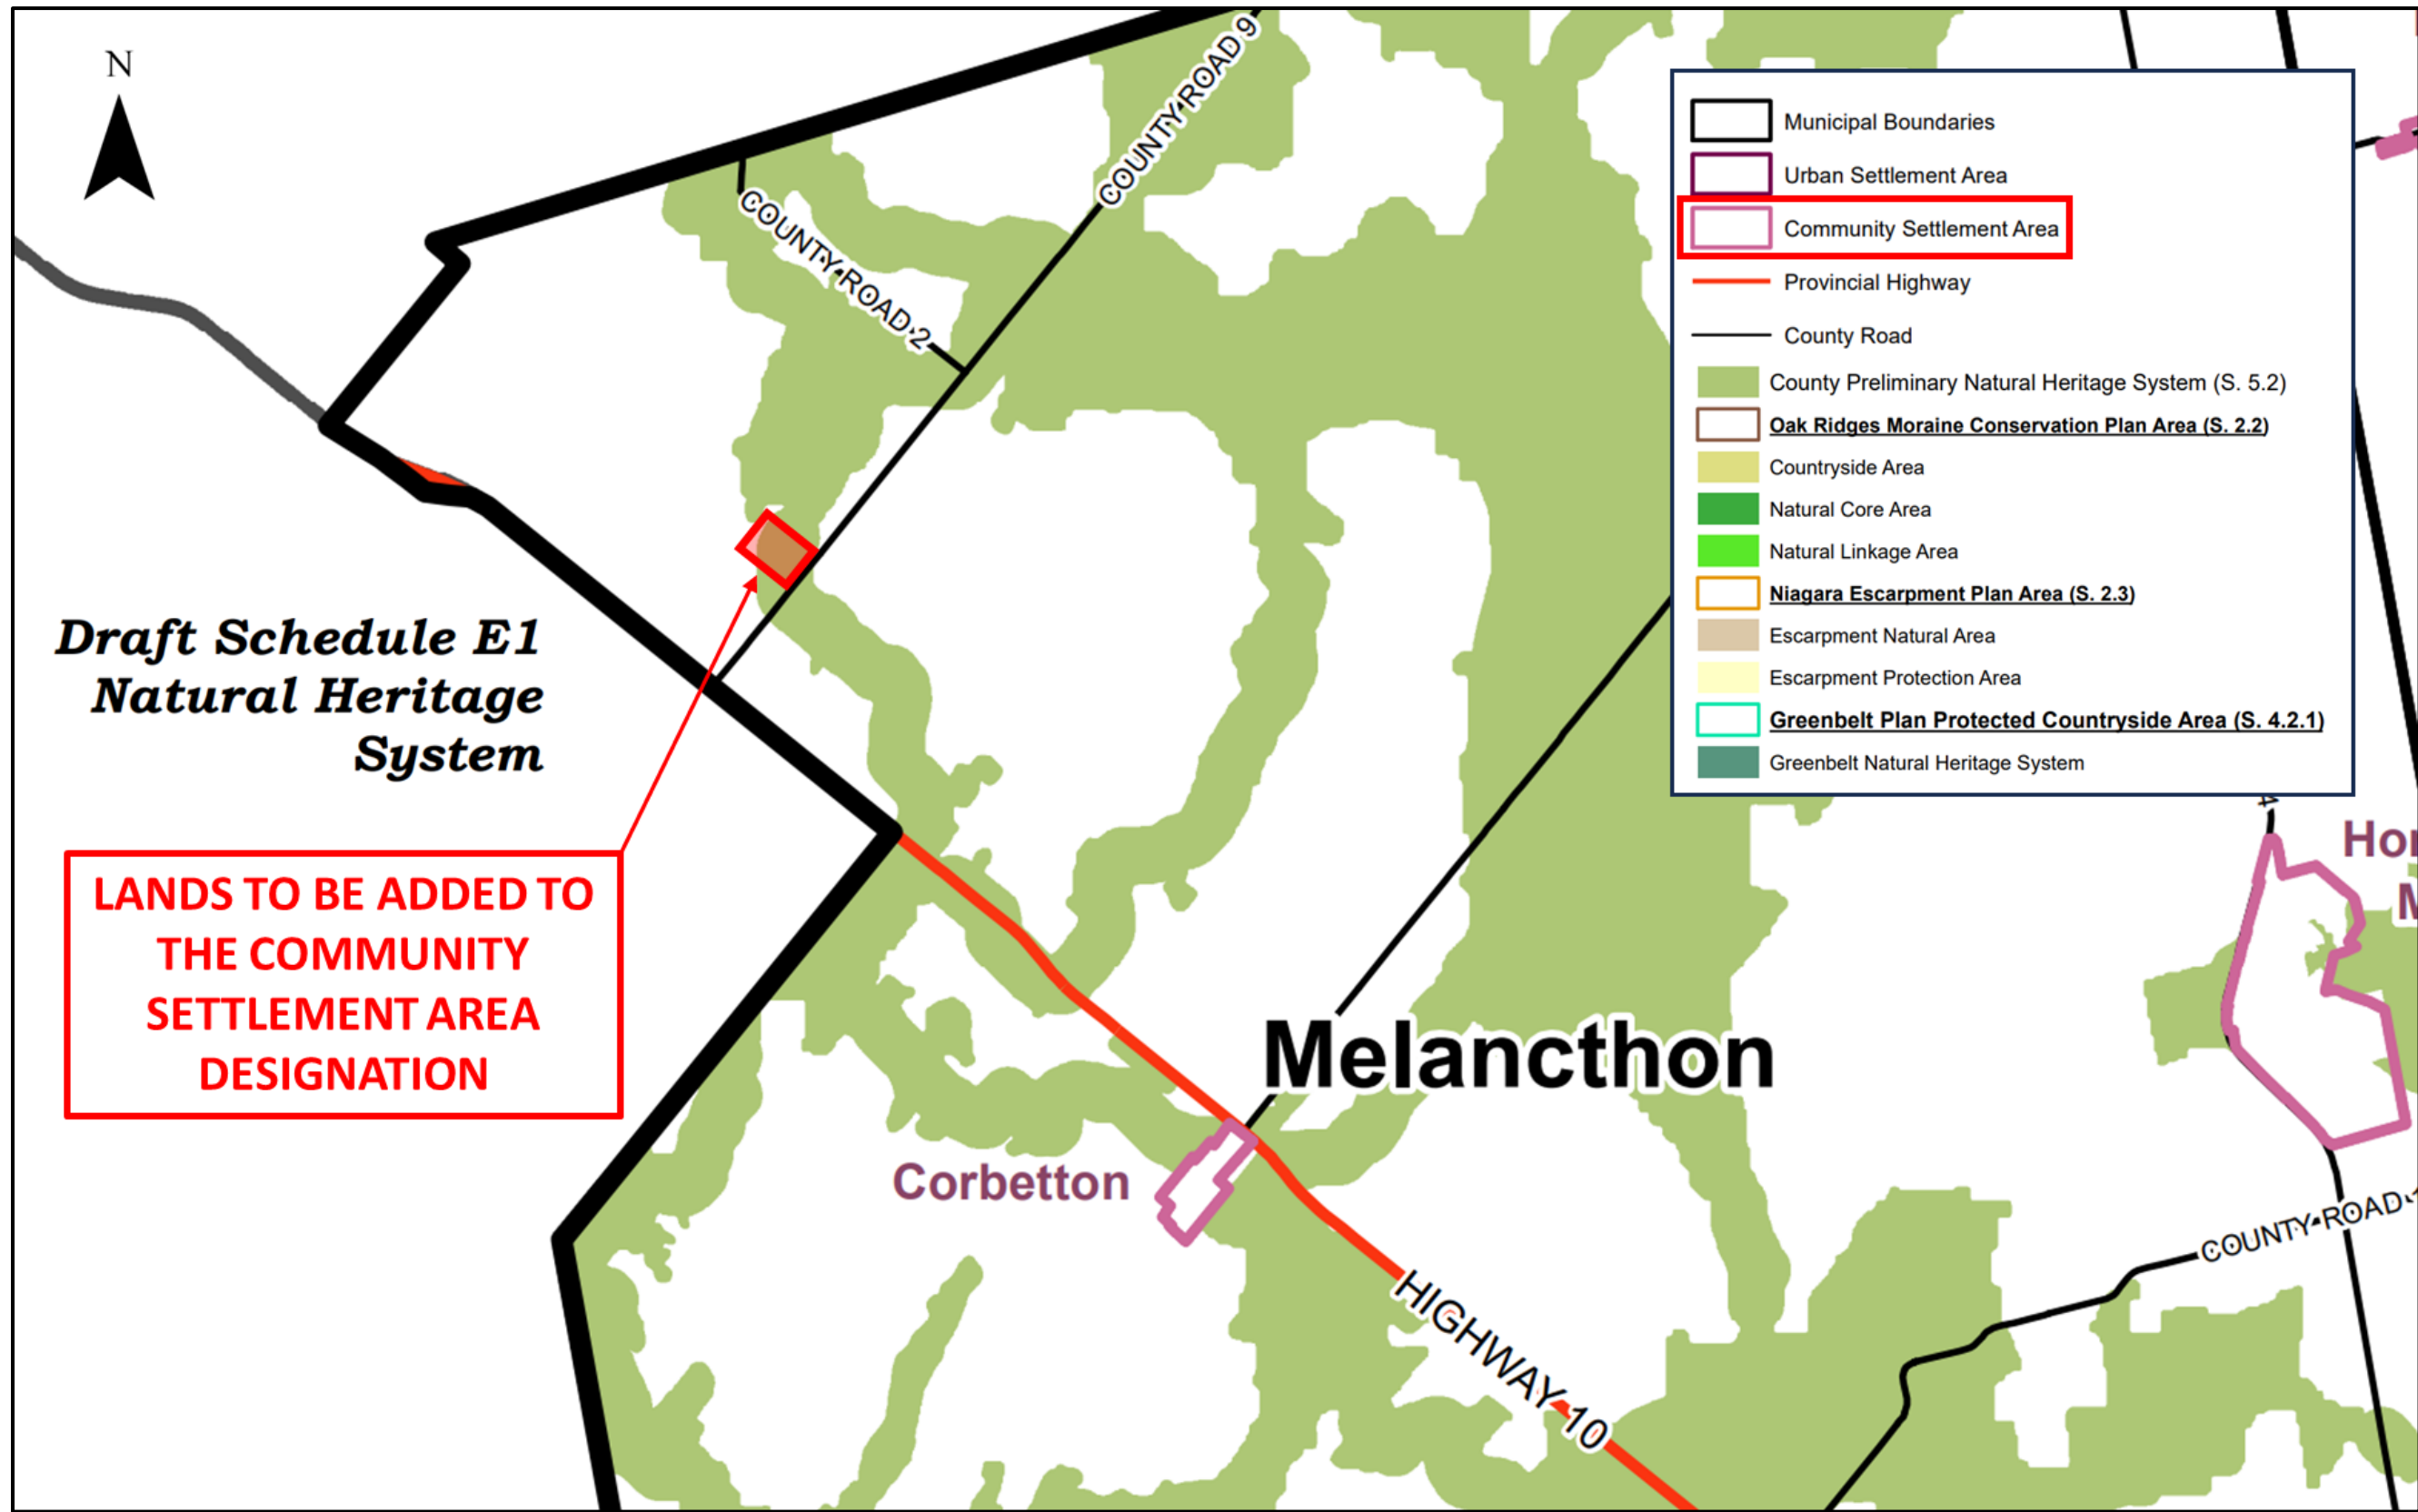 N
COUNTY ROAD 9
COUNTY ROAD 2
Municipal Boundaries
Urban Settlement Area
Community Settlement Area
Provincial Highway
County Road
County Preliminary Natural Heritage System (S. 5.2)
Oak Ridges Moraine Conservation Plan Area (S. 2.2)
Countryside Area
Natural Core Area
Natural Linkage Area
Niagara Escarpment Plan Area (S. 2.3)
Escarpment Natural Area
Escarpment Protection Area
Greenbelt Plan Protected Countryside Area (S. 4.2.1)
Greenbelt Natural Heritage System
Draft Schedule E1
Natural Heritage
System
LANDS TO BE ADDED TO
THE COMMUNITY
SETTLEMENT AREA
DESIGNATION
Melancthon
Corbetton
HIGHWAY 10
COUNTY ROAD